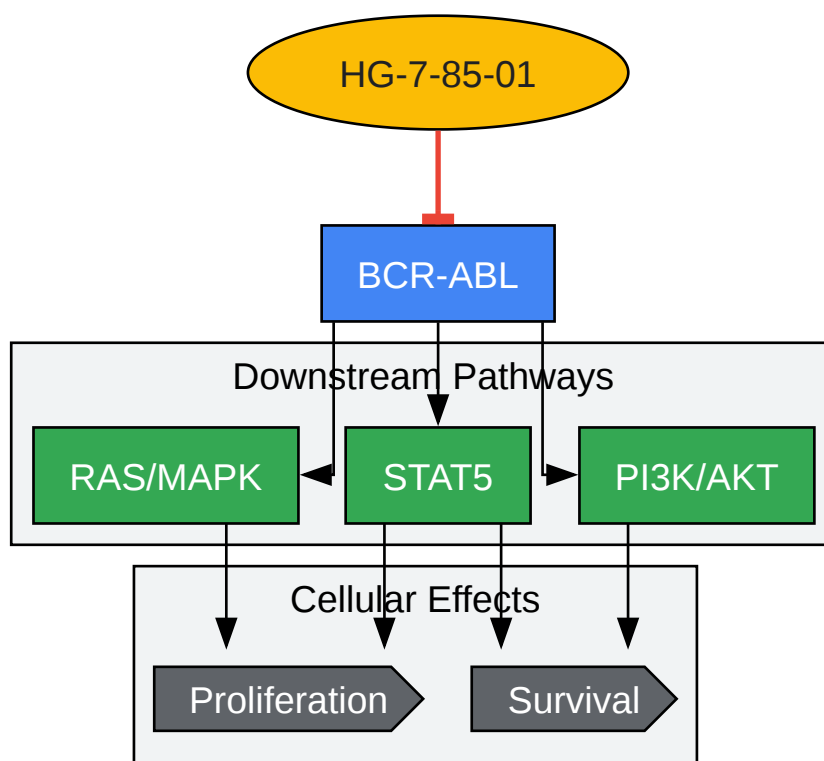 HG-7-85-01
BCR-ABL
Downstream Pathways
RAS/MAPK
STAT5
PI3K/AKT
Cellular Effects
Proliferation
Survival